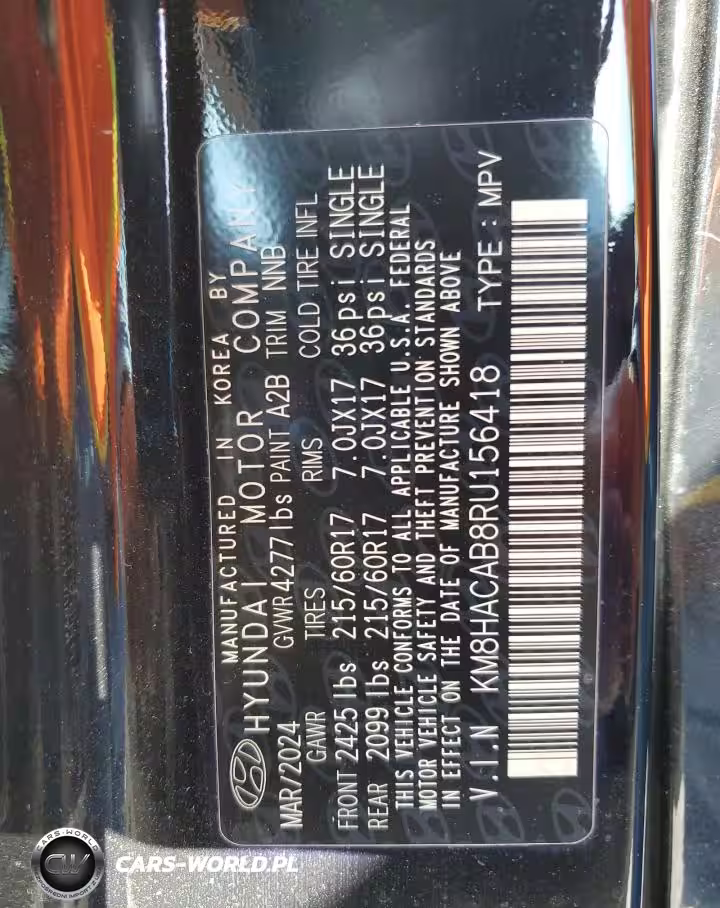 MANUFACTURED IN KOREA BY
HYUNDAI MOTOR COMPANY
MAR/2024 GVWR 4277 lbs PAINT A2B TRIM NNB
GAWR TIRES RIMS COLD TIRE INFL
FRONT 2425 lbs 215/60R17 7.0JX17 36psi SINGLE
REAR 2099 lbs 215/60R17 7.0JX17 36psi SINGLE
THIS VEHICLE CONFORMS TO ALL APPLICABLE U.S.A. FEDERAL
MOTOR VEHICLE SAFETY AND THEFT PREVENTION STANDARDS
IN EFFECT ON THE DATE OF MANUFACTURE SHOWN ABOVE
V.I.N KM8HACAB8RU156418 TYPE : MPV
CARS-WORLD
CW
CARS-WORLD.PL